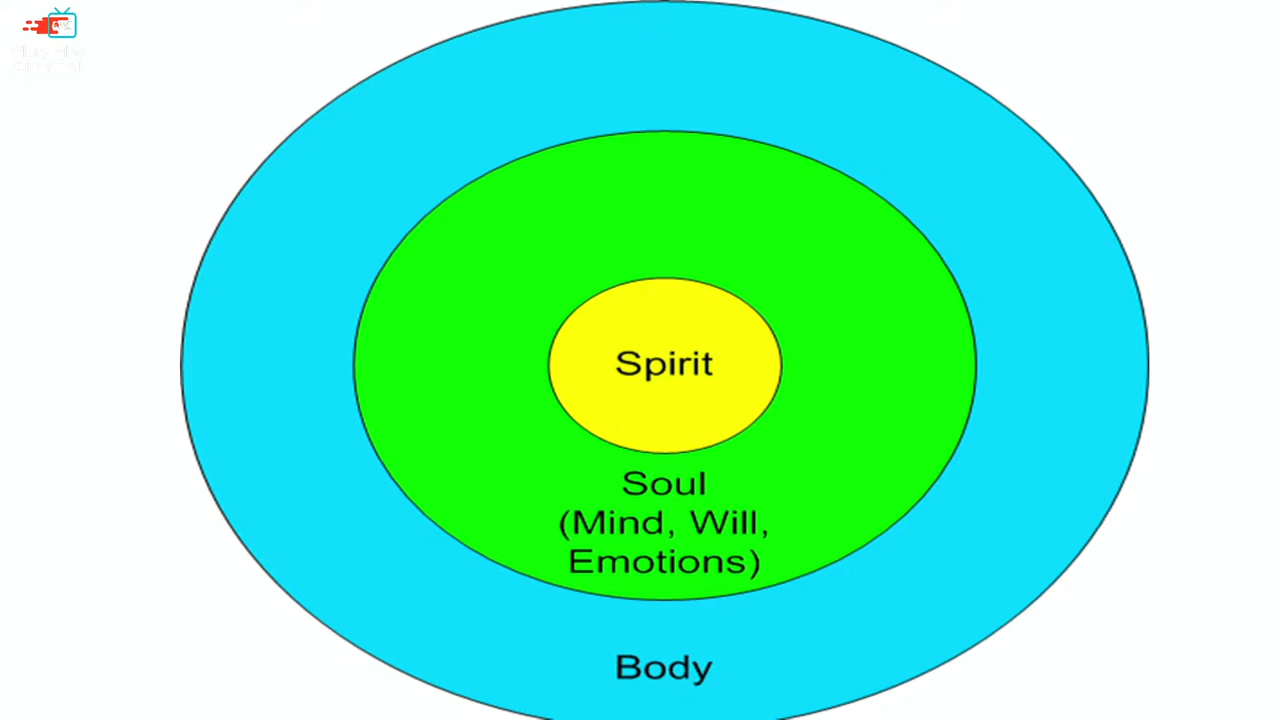 Spirit
Soul
(Mind, Will,
Emotions)
Body